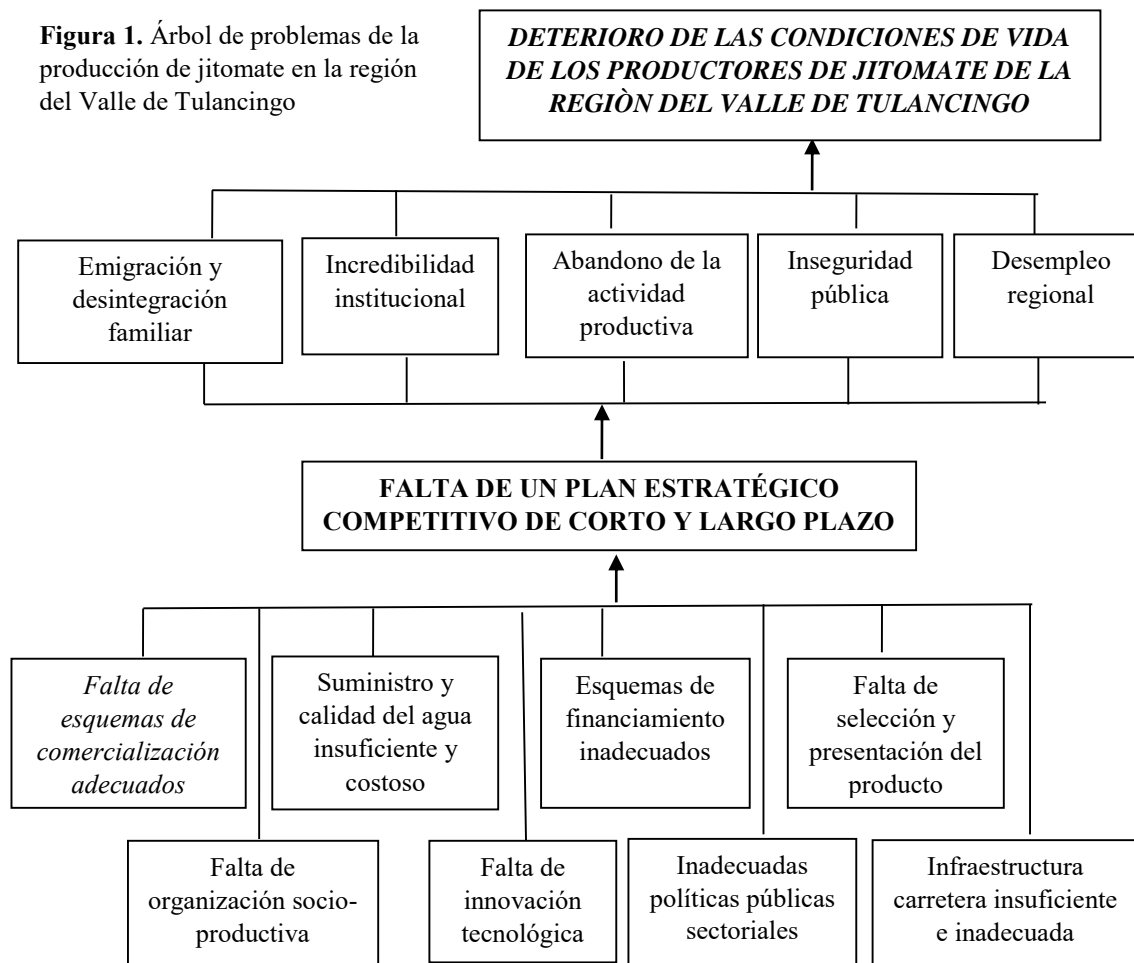 Figura 1. Árbol de problemas de la
producción de jitomate en la región
del Valle de Tulancingo
DETERIORO DE LAS CONDICIONES DE VIDA
DE LOS PRODUCTORES DE JITOMATE DE LA
REGIÒN DEL VALLE DE TULANCINGO
Emigración y
desintegración
familiar
Incredibilidad
institucional
Abandono de la
actividad
productiva
Inseguridad
pública
Desempleo
regional
FALTA DE UN PLAN ESTRATÉGICO
COMPETITIVO DE CORTO Y LARGO PLAZO
Falta de
esquemas de
comercialización
adecuados
Suministro y
calidad del agua
insuficiente y
costoso
Esquemas de
financiamiento
inadecuados
Falta de
selección y
presentación del
producto
Falta de
organización socio-
productiva
Falta de
innovación
tecnológica
Inadecuadas
políticas públicas
sectoriales
Infraestructura
carretera insuficiente
e inadecuada